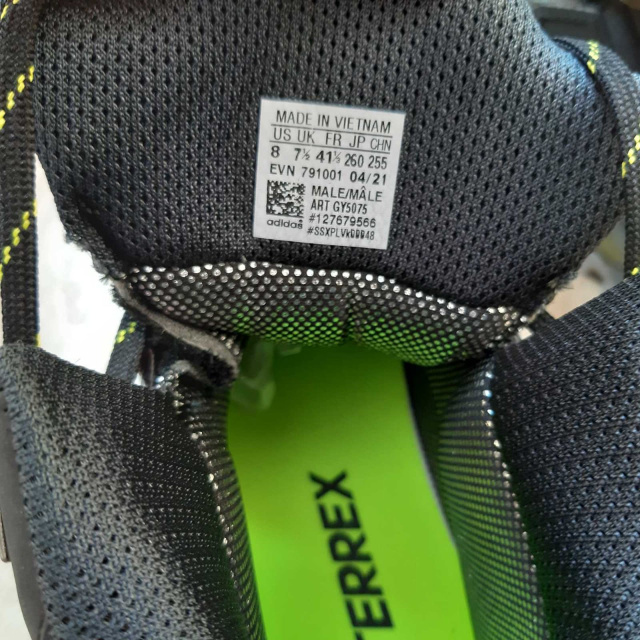 MADE IN VIETNAM
US UK FR JP CHN
8 7½ 41⅓ 260 255
EVN 791001 04/21
MALE/MÂLE
ART GY5075
#127679566
adidas
TERREX